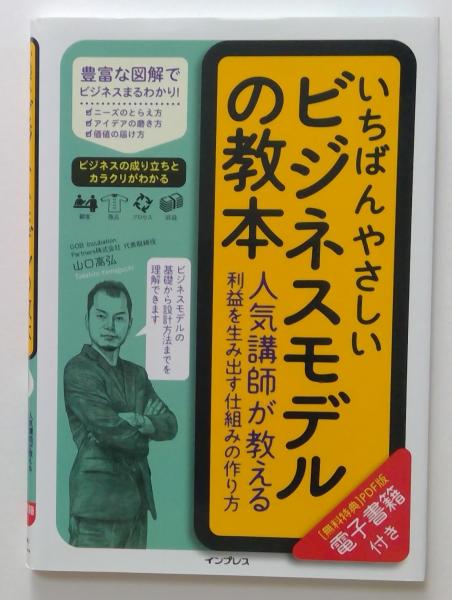 いちばんやさしい
ビジネスモデル
の教本
人気講師が教える
利益を生み出す仕組みの作り方
豊富な図解で
ビジネスまるわかり!
ニーズのとらえ方
アイデアの磨き方
価値の届け方
ビジネスの成り立ちと
カラクリがわかる
顧客 商品 プロセス 収益
GOB Incubation
Partners株式会社 代表取締役
山口高弘
Takahiro Yamaguchi
ビジネスモデルの
基礎から設計方法までを
理解できます
[無料特典]PDF版
電子書籍
付き
インプレス